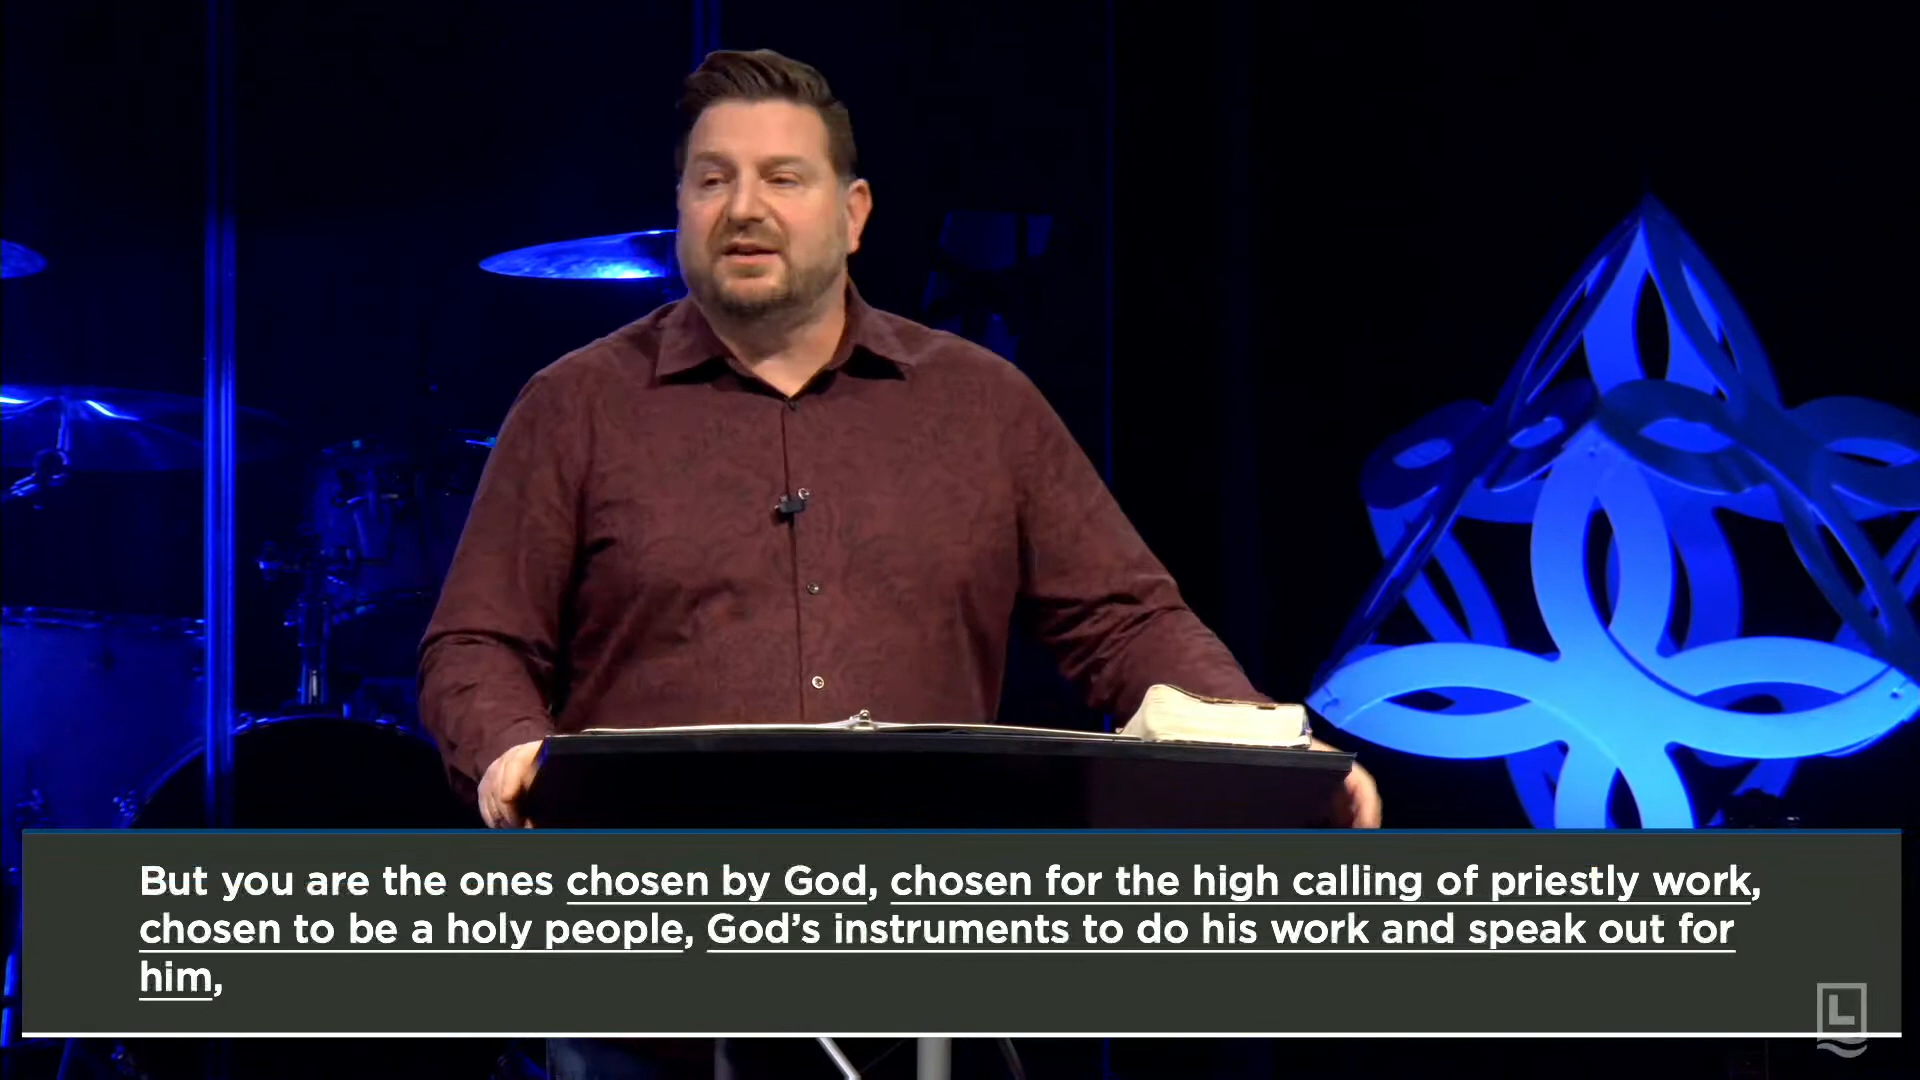 But you are the ones chosen by God, chosen for the high calling of priestly work,
chosen to be a holy people, God’s instruments to do his work and speak out for
him,
L